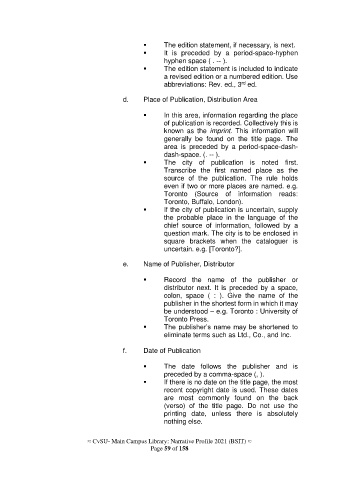 ▪ The edition statement, if necessary, is next.
▪ It is preceded by a period-space-hyphen
hyphen space ( . -- ).
▪ The edition statement is included to indicate
a revised edition or a numbered edition. Use
abbreviations: Rev. ed., 3rd ed.
d. Place of Publication, Distribution Area
▪ In this area, information regarding the place
of publication is recorded. Collectively this is
known as the imprint. This information will
generally be found on the title page. The
area is preceded by a period-space-dash-
dash-space. (. -- ).
▪ The city of publication is noted first.
Transcribe the first named place as the
source of the publication. The rule holds
even if two or more places are named. e.g.
Toronto (Source of information reads:
Toronto, Buffalo, London).
▪ If the city of publication is uncertain, supply
the probable place in the language of the
chief source of information, followed by a
question mark. The city is to be enclosed in
square brackets when the cataloguer is
uncertain. e.g. [Toronto?].
e. Name of Publisher, Distributor
▪ Record the name of the publisher or
distributor next. It is preceded by a space,
colon, space ( : ). Give the name of the
publisher in the shortest form in which it may
be understood – e.g. Toronto : University of
Toronto Press.
▪ The publisher's name may be shortened to
eliminate terms such as Ltd., Co., and Inc.
f. Date of Publication
▪ The date follows the publisher and is
preceded by a comma-space (, ).
▪ If there is no date on the title page, the most
recent copyright date is used. These dates
are most commonly found on the back
(verso) of the title page. Do not use the
printing date, unless there is absolutely
nothing else.
≈ CvSU- Main Campus Library: Narrative Profile 2021 (BSIT) ≈
Page 59 of 158